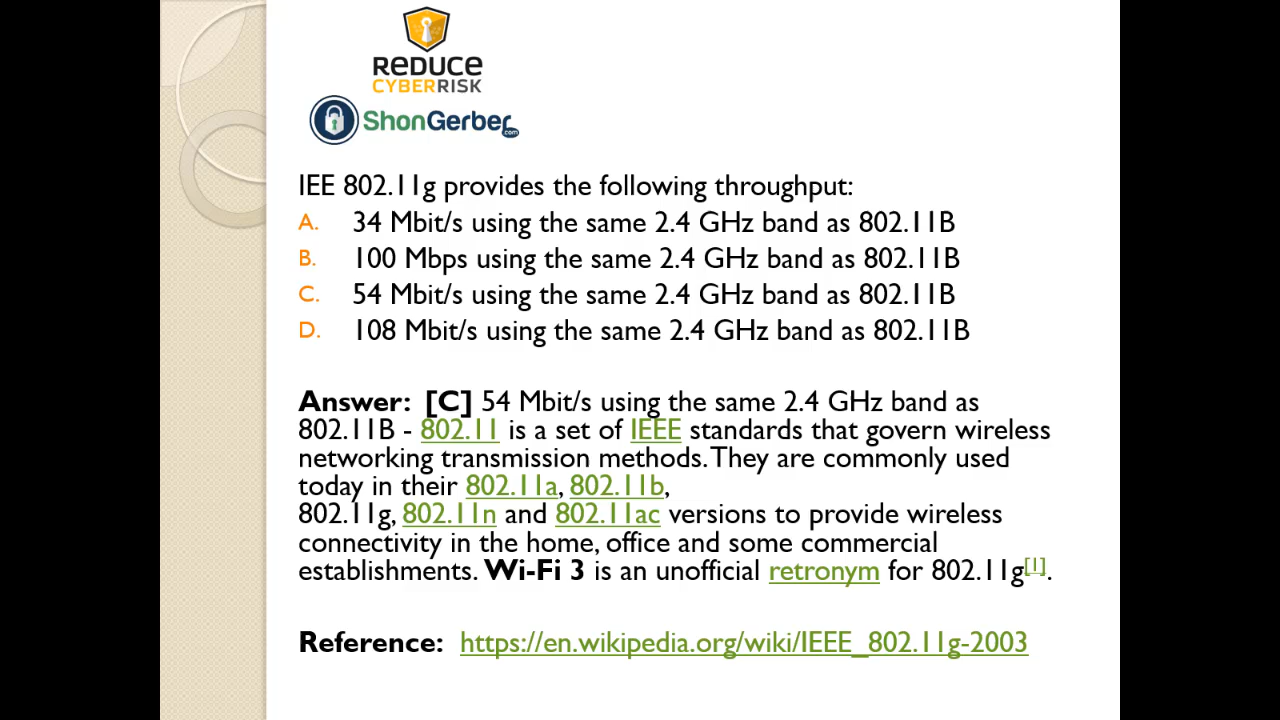 REDUCE
CYBERRISK
ShonGerber.com
IEE 802.11g provides the following throughput:
A. 34 Mbit/s using the same 2.4 GHz band as 802.11B
B. 100 Mbps using the same 2.4 GHz band as 802.11B
C. 54 Mbit/s using the same 2.4 GHz band as 802.11B
D. 108 Mbit/s using the same 2.4 GHz band as 802.11B
Answer: [C] 54 Mbit/s using the same 2.4 GHz band as
802.11B - 802.11 is a set of IEEE standards that govern wireless
networking transmission methods. They are commonly used
today in their 802.11a, 802.11b,
802.11g, 802.11n and 802.11ac versions to provide wireless
connectivity in the home, office and some commercial
establishments. Wi-Fi 3 is an unofficial retronym for 802.11g[1].
Reference: https://en.wikipedia.org/wiki/IEEE_802.11g-2003